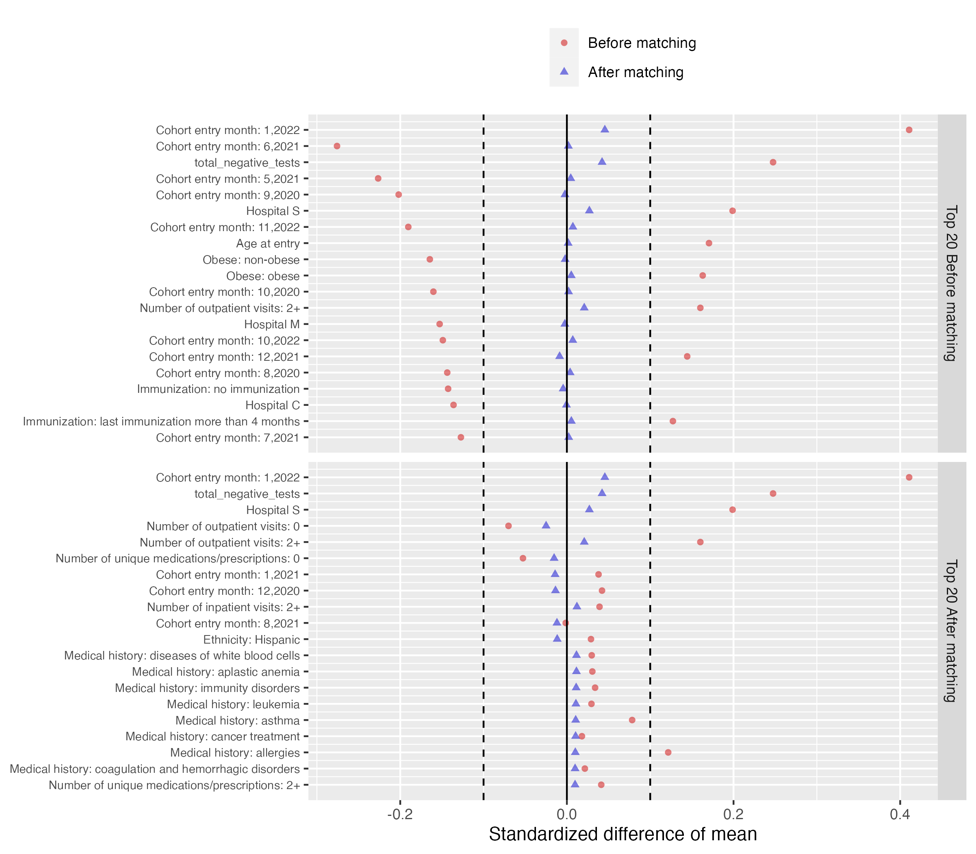 Before matching
After matching
Cohort entry month: 1,2022
Cohort entry month: 6,2021
total_negative_tests
Cohort entry month: 5,2021
Cohort entry month: 9,2020
Hospital S
Cohort entry month: 11,2022
Age at entry
Obese: non-obese
Obese: obese
Cohort entry month: 10,2020
Number of outpatient visits: 2+
Hospital M
Cohort entry month: 10,2022
Cohort entry month: 12,2021
Cohort entry month: 8,2020
Immunization: no immunization
Hospital C
Immunization: last immunization more than 4 months
Cohort entry month: 7,2021
Top 20 Before matching
Cohort entry month: 1,2022
total_negative_tests
Hospital S
Number of outpatient visits: 0
Number of outpatient visits: 2+
Number of unique medications/prescriptions: 0
Cohort entry month: 1,2021
Cohort entry month: 12,2020
Number of inpatient visits: 2+
Cohort entry month: 8,2021
Ethnicity: Hispanic
Medical history: diseases of white blood cells
Medical history: aplastic anemia
Medical history: immunity disorders
Medical history: leukemia
Medical history: asthma
Medical history: cancer treatment
Medical history: allergies
Medical history: coagulation and hemorrhagic disorders
Number of unique medications/prescriptions: 2+
Top 20 After matching
-0.2 0.0 0.2 0.4
Standardized difference of mean